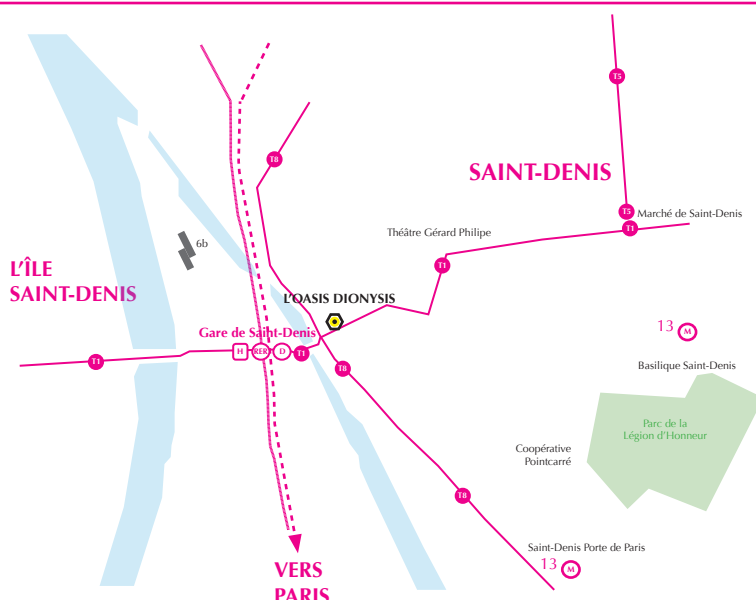 T5
T8
SAINT-DENIS
T5
Marché de Saint-Denis
T1
Théâtre Gérard Philipe
6b
T1
L'ÎLE
SAINT-DENIS
L'OASIS DIONYSIS
Gare de Saint-Denis
13 M
H RER D T1
T1
T8
Basilique Saint-Denis
Parc de la
Légion d'Honneur
Coopérative
Pointcarré
T8
Saint-Denis Porte de Paris
13 M
VERS
PARIS